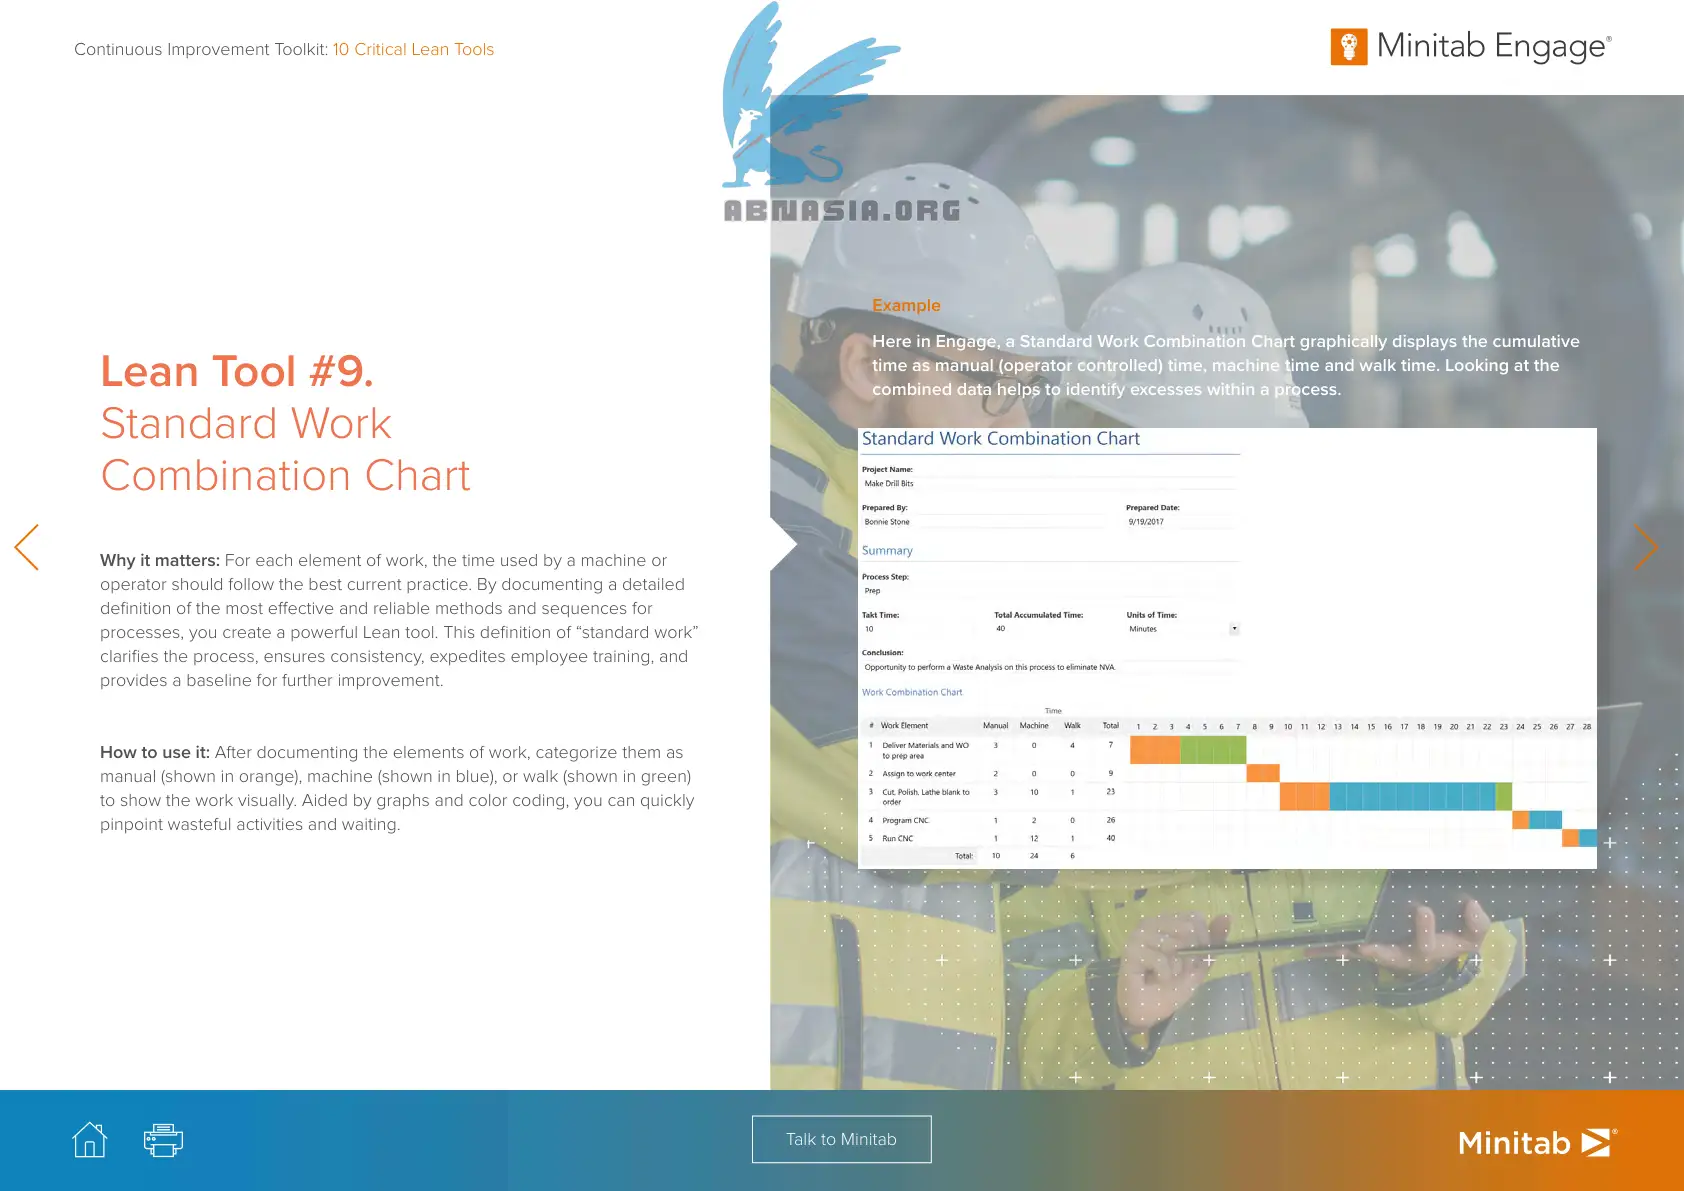 Continuous Improvement Toolkit: 10 Critical Lean Tools
Minitab Engage®
ABNASIA.ORG
Lean Tool #9.
Standard Work
Combination Chart
Why it matters: For each element of work, the time used by a machine or
operator should follow the best current practice. By documenting a detailed
definition of the most effective and reliable methods and sequences for
processes, you create a powerful Lean tool. This definition of “standard work”
clarifies the process, ensures consistency, expedites employee training, and
provides a baseline for further improvement.
How to use it: After documenting the elements of work, categorize them as
manual (shown in orange), machine (shown in blue), or walk (shown in green)
to show the work visually. Aided by graphs and color coding, you can quickly
pinpoint wasteful activities and waiting.
Example
Here in Engage, a Standard Work Combination Chart graphically displays the cumulative
time as manual (operator controlled) time, machine time and walk time. Looking at the
combined data helps to identify excesses within a process.
Standard Work Combination Chart
Project Name:
Make Drill Bits
Prepared By: Prepared Date:
Bonnie Stone 9/19/2017
Summary
Process Step:
Prep
Takt Time: Total Accumulated Time: Units of Time:
10 40 Minutes
Conclusion:
Opportunity to perform a Waste Analysis on this process to eliminate NVA.
Work Combination Chart
Time
# Work Element Manual Machine Walk Total 1 2 3 4 5 6 7 8 9 10 11 12 13 14 15 16 17 18 19 20 21 22 23 24 25 26 27 28
1 Deliver Materials and WO 3 0 4 7
to prep area
2 Assign to work center 2 0 0 9
3 Cut, Polish, Lathe blank to 3 10 1 23
order
4 Program CNC 1 2 0 26
5 Run CNC 1 12 1 40
Total: 10 24 6
Talk to Minitab
Minitab®